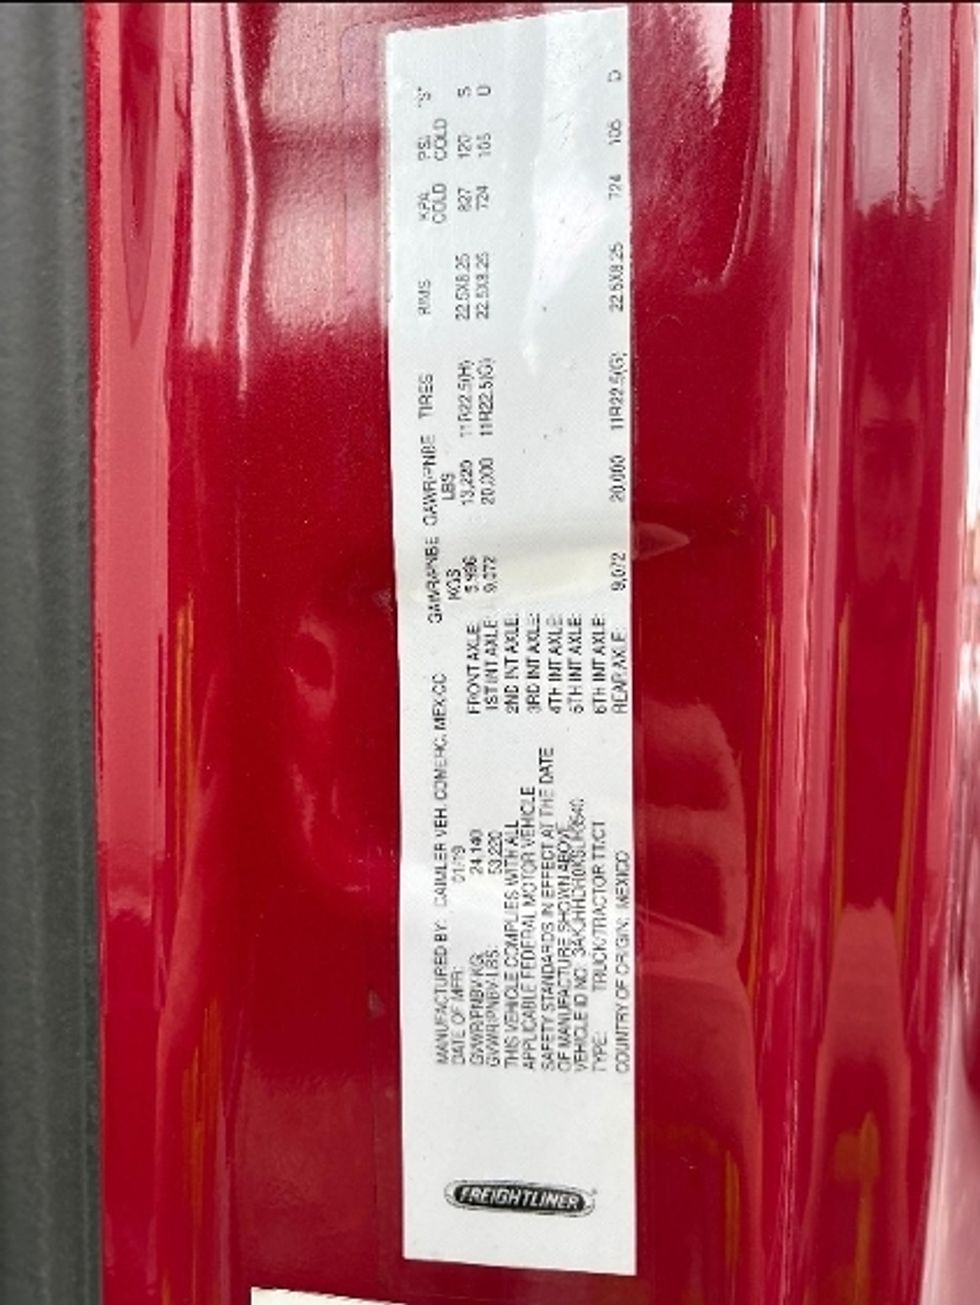 MANUFACTURED BY: DAIMLER VEH. COMERC. MEXICO
DATE OF MFR: 01/19
GVWR/PNBV-KG: 24,140
GVWR/PNBV-LBS: 53,220
THIS VEHICLE COMPLIES WITH ALL
APPLICABLE FEDERAL MOTOR VEHICLE
SAFETY STANDARDS IN EFFECT AT THE DATE
OF MANUFACTURE SHOWN ABOVE
VEHICLE ID NO:
TYPE: TRUCK/TRACTOR TT/CT
COUNTRY OF ORIGIN: MEXICO
GAWR/PNBE GAWR/PNBE TIRES RIMS KPA PSI "S"
KGS LBS COLD COLD
FRONT AXLE: 5,996 13,220 11R22.5(H) 22.5X8.25 827 120 S
1ST INT AXLE: 9,072 20,000 11R22.5(G) 22.5X8.25 724 105 D
2ND INT AXLE:
3RD INT AXLE:
4TH INT AXLE:
5TH INT AXLE:
6TH INT AXLE:
REAR AXLE: 9,072 20,000 11R22.5(G) 22.5X8.25 724 105 D
FREIGHTLINER